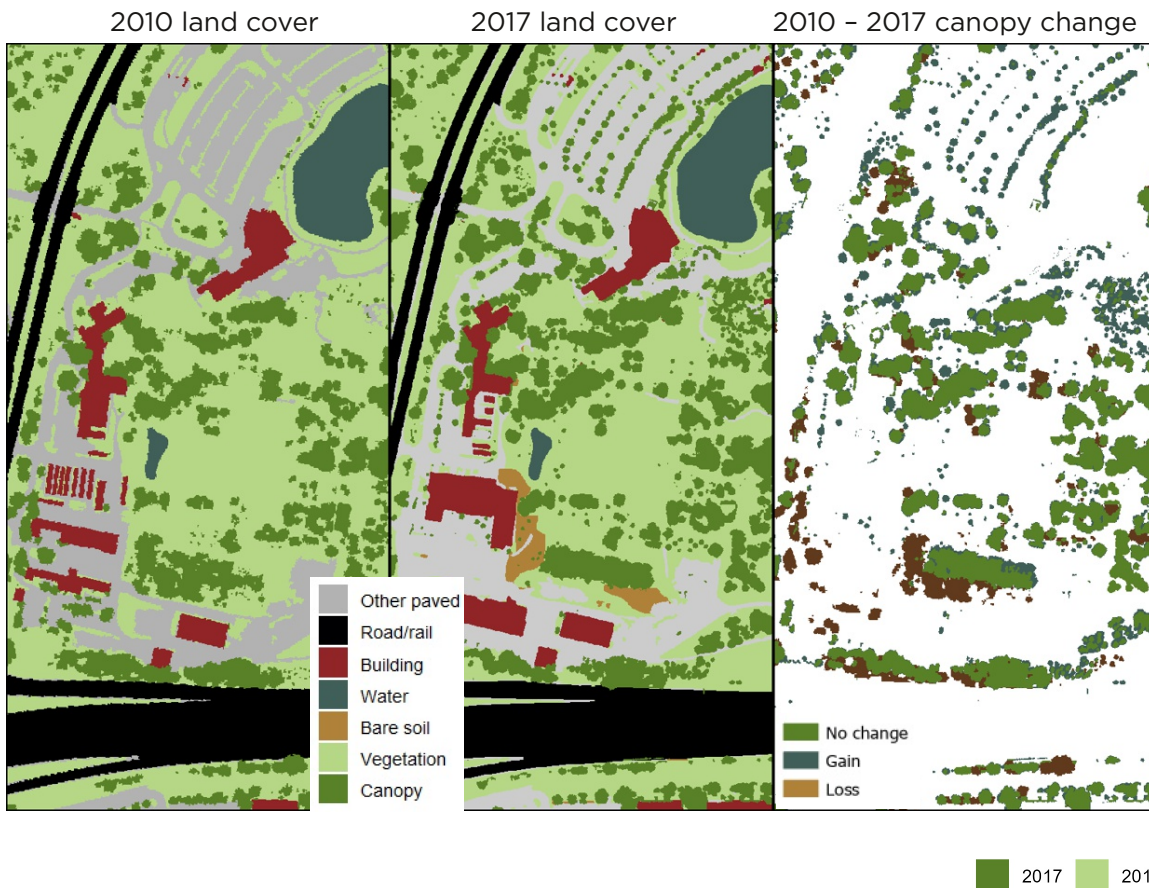 2010 land cover
2017 land cover
2010 – 2017 canopy change
Other paved
Road/rail
Building
Water
Bare soil
Vegetation
Canopy
No change
Gain
Loss
2017
201